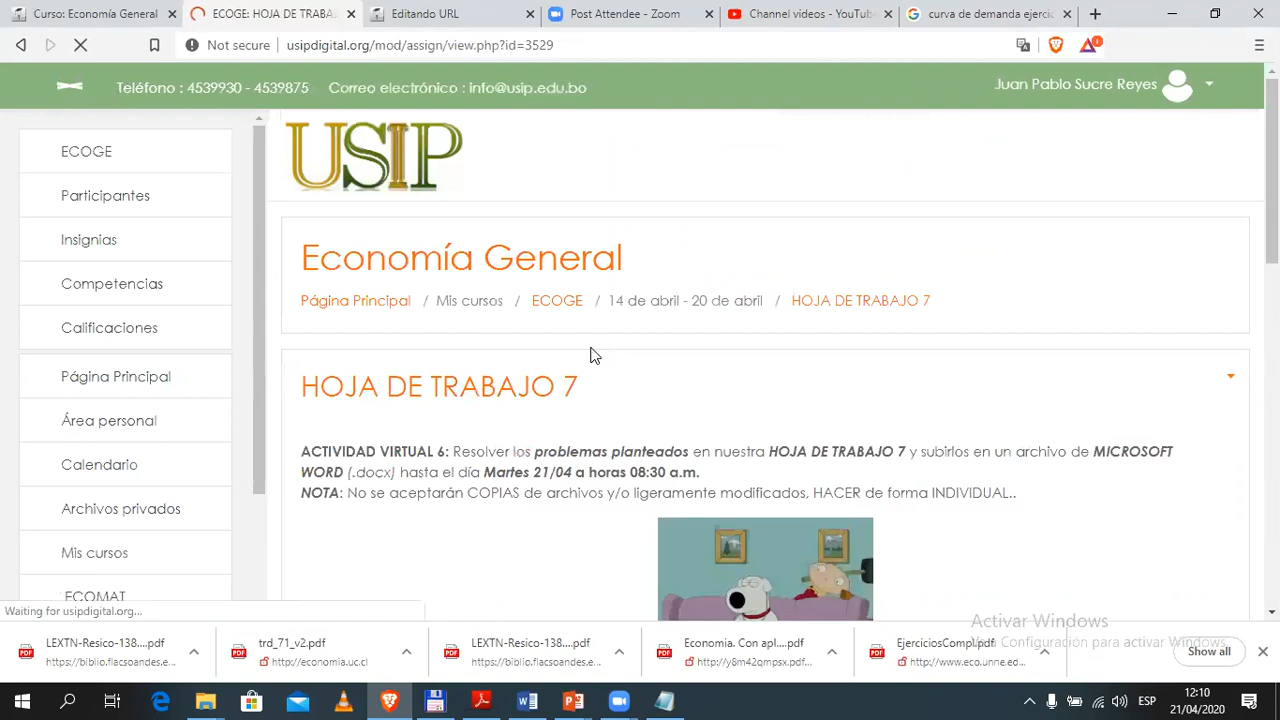 Curso: Economía General
ECOGE: HOJA DE TRABAJ
Editando URL
Post Attendee - Zoom
Channel videos - YouTube
curva de demanda ejercic
Not secure
usipdigital.org/mod/assign/view.php?id=3529
Teléfono : 4539930 - 4539875
Correo electrónico : info@usip.edu.bo
Juan Pablo Sucre Reyes
USIP
ECOGE
Participantes
Insignias
Competencias
Calificaciones
Página Principal
Área personal
Calendario
Archivos privados
Mis cursos
ECOMAT
Economía General
Página Principal / Mis cursos / ECOGE / 14 de abril - 20 de abril / HOJA DE TRABAJO 7
HOJA DE TRABAJO 7
ACTIVIDAD VIRTUAL 6: Resolver los problemas planteados en nuestra HOJA DE TRABAJO 7 y subirlos en un archivo de MICROSOFT
WORD (.docx) hasta el día Martes 21/04 a horas 08:30 a.m.
NOTA: No se aceptarán COPIAS de archivos y/o ligeramente modificados, HACER de forma INDIVIDUAL..
Waiting for usipdigital.org...
Activar Windows
Configuración para activar Windows.
LEXTN-Resico-138....pdf
https://biblio.flacsoandes.e...
trd_71_v2.pdf
http://economia.uc.cl
LEXTN-Resico-138....pdf
https://biblio.flacsoandes.e...
Economia. Con apl....pdf
http://y8m42qmpsx.pdf...
EjerciciosCompl.pdf
http://www.eco.unne.ed...
Show all
ESP
12:10
21/04/2020